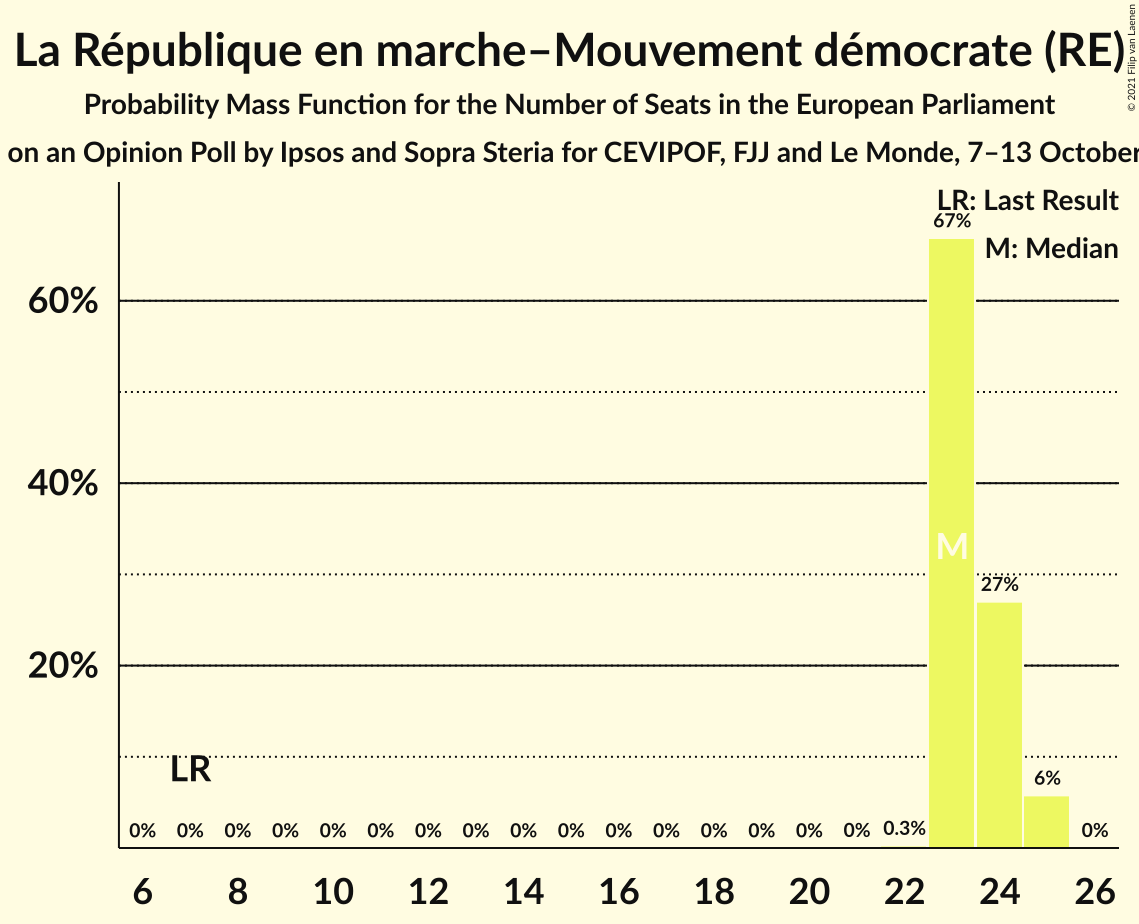 La République en marche–Mouvement démocrate (RE)
© 2021 Filip van Laenen
Probability Mass Function for the Number of Seats in the European Parliament
on an Opinion Poll by Ipsos and Sopra Steria for CEVIPOF, FJJ and Le Monde, 7–13 October
LR: Last Result
67%
M: Median
60%
40%
M
27%
20%
LR
6%
0% 0% 0% 0% 0% 0% 0% 0% 0% 0% 0% 0% 0% 0% 0% 0% 0.3% 0%
6 8 10 12 14 16 18 20 22 24 26